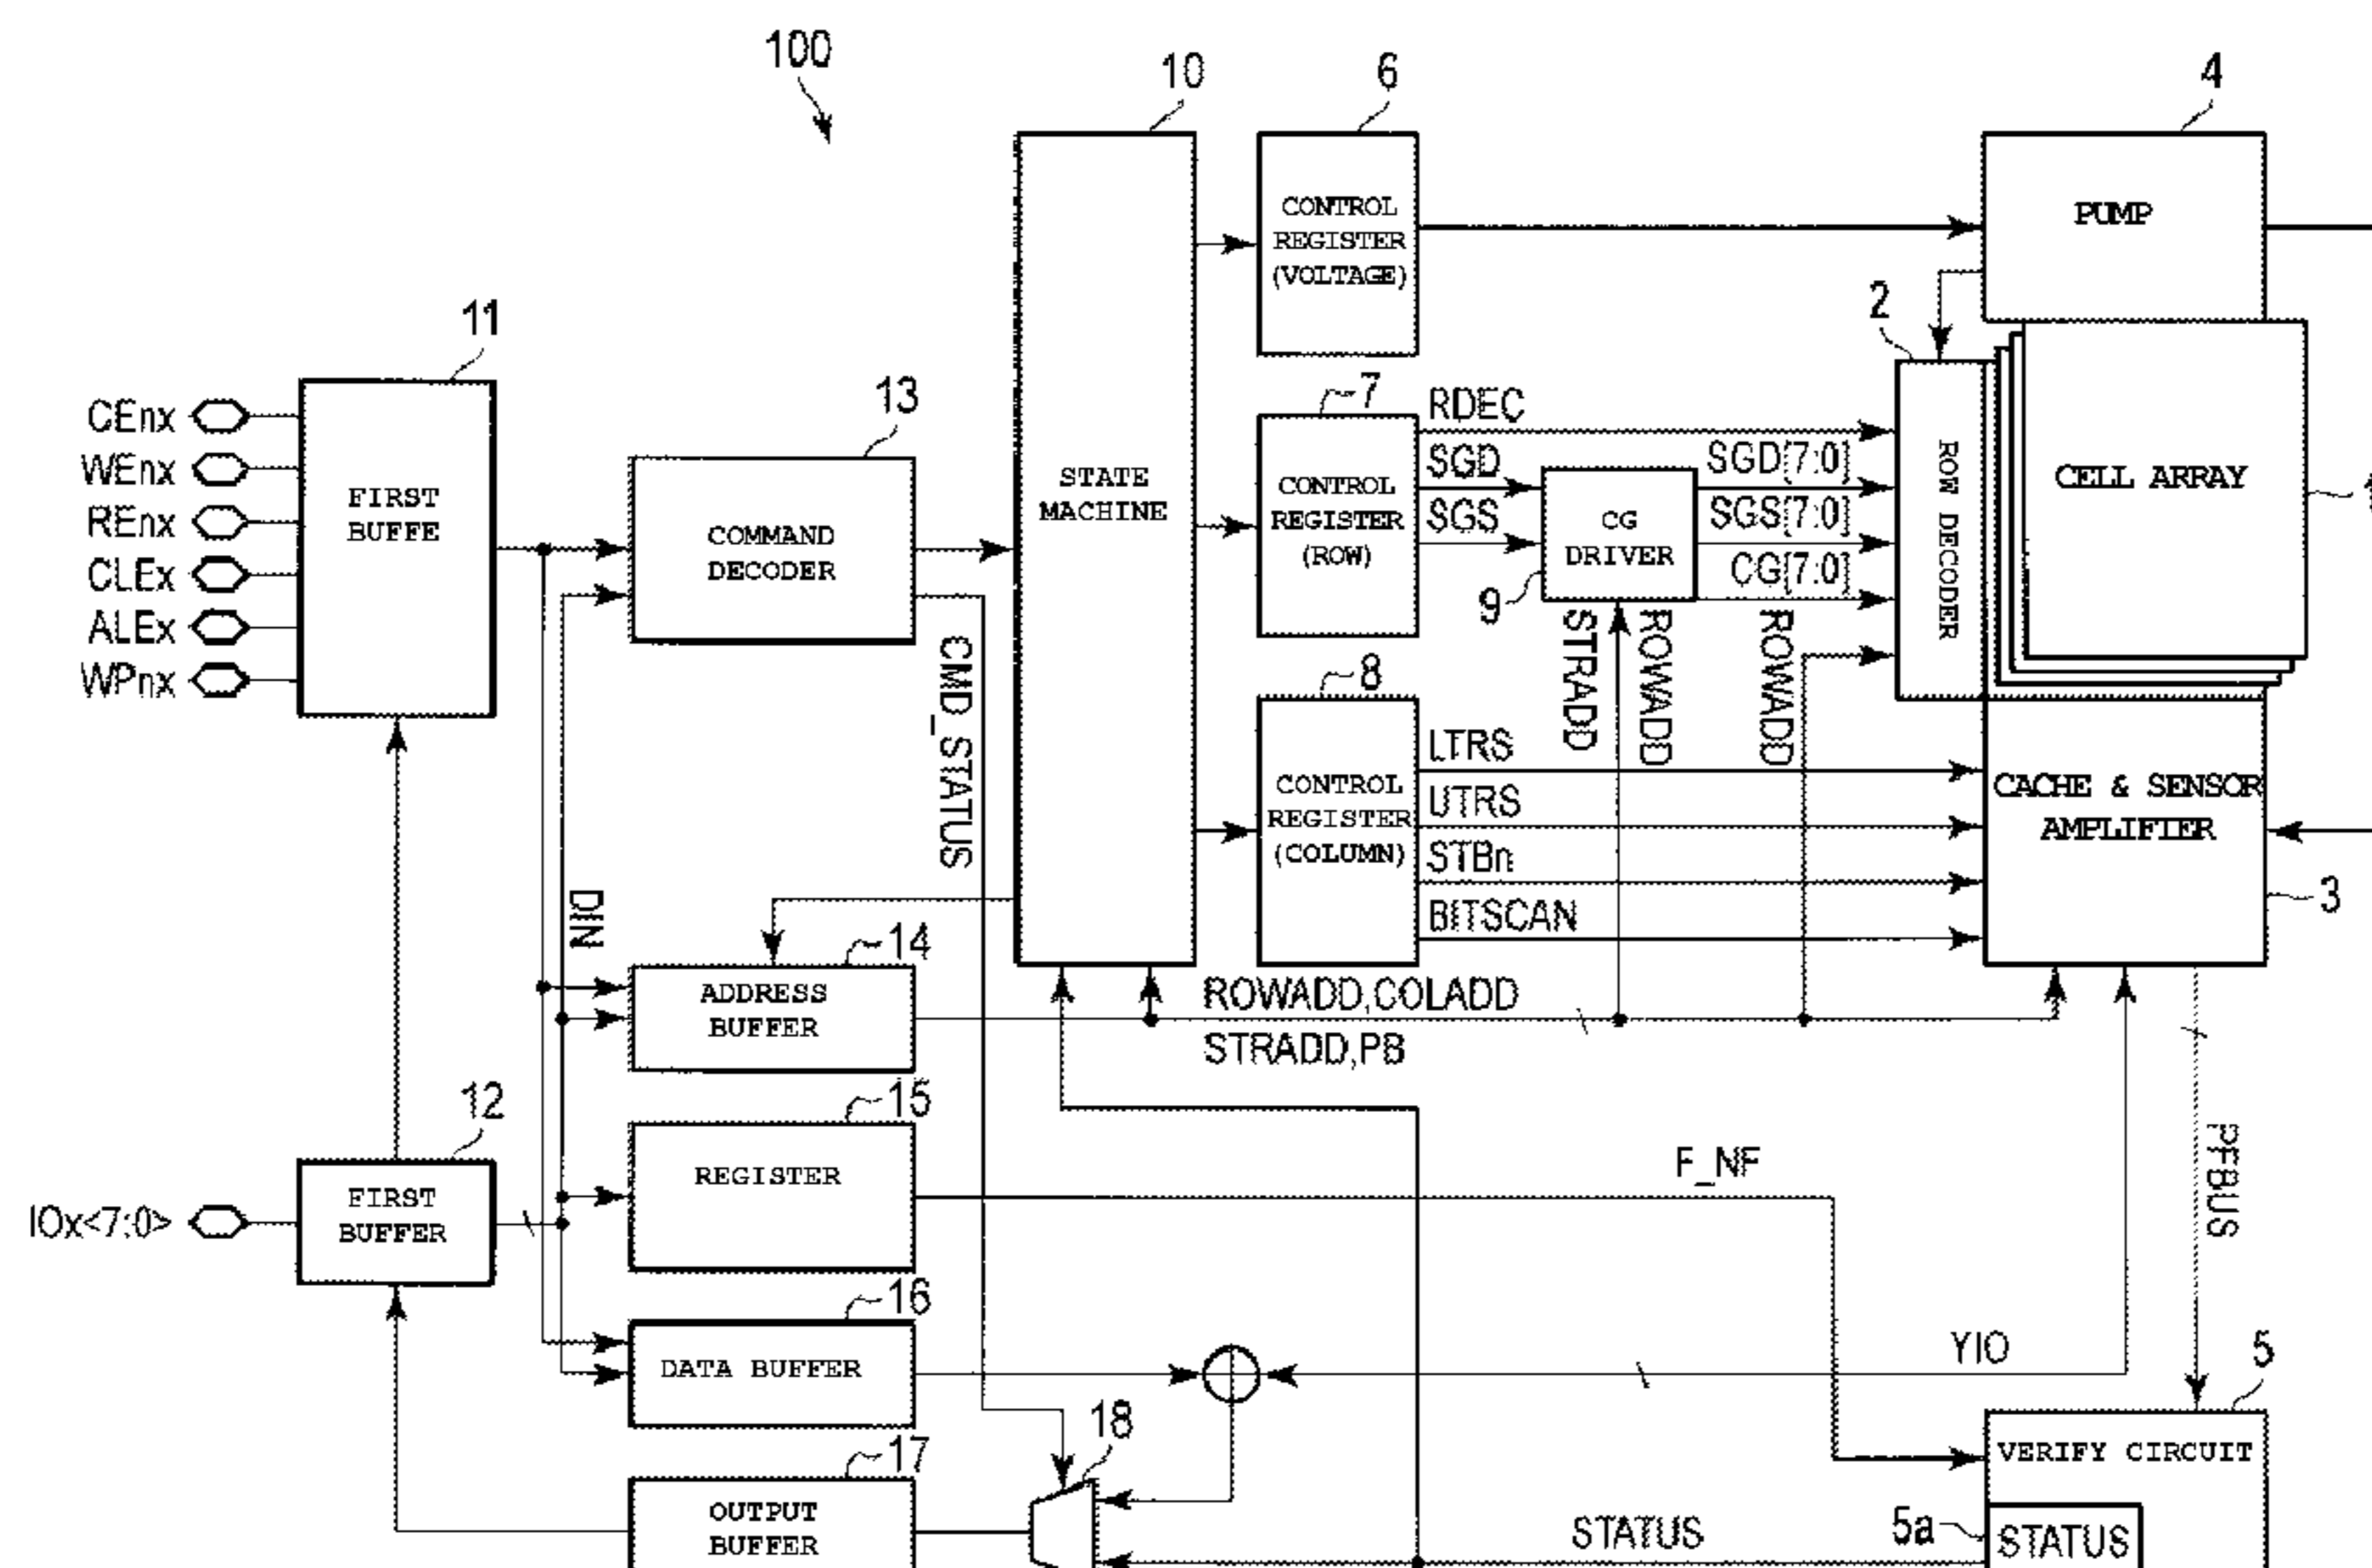 100
10
6
4
CONTROL
REGISTER
(VOLTAGE)
PUMP
2
11
CEnx
WEnx
REnx
CLEx
ALEx
WPnx
FIRST
BUFFE
13
COMMAND
DECODER
STATE
MACHINE
7
CONTROL
REGISTER
(ROW)
RDEC
SGD
SGS
CG
DRIVER
9
SGD[7:0]
SGS[7:0]
CG[7:0]
ROW DECODER
CELL ARRAY
STRADD
ROWADD
ROWADD
CMD_STATUS
8
CONTROL
REGISTER
(COLUMN)
LTRS
UTRS
STBn
BITSCAN
CACHE & SENSOR
AMPLIFIER
3
DIN
14
ADDRESS
BUFFER
ROWADD,COLADD
STRADD,PB
12
IOx<7:0>
FIRST
BUFFER
15
REGISTER
F_NF
PFBUS
16
DATA BUFFER
YIO
5
VERIFY CIRCUIT
18
17
OUTPUT
BUFFER
STATUS
5a
STATUS